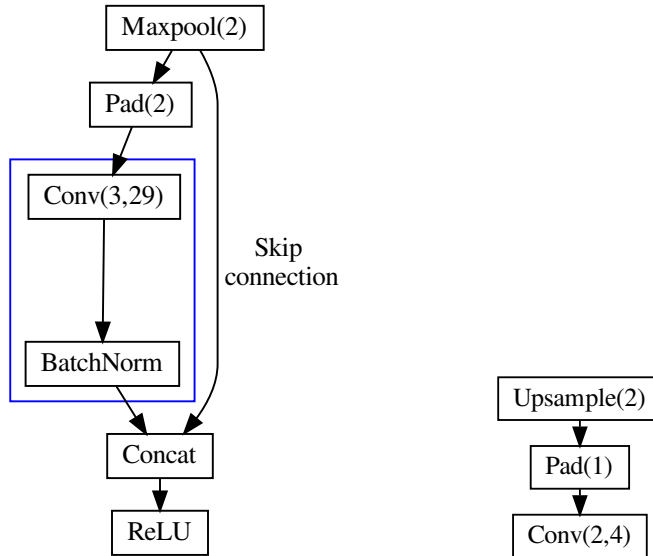 Maxpool(2)
Pad(2)
Conv(3,29)
Skip
connection
BatchNorm
Concat
ReLU
Upsample(2)
Pad(1)
Conv(2,4)